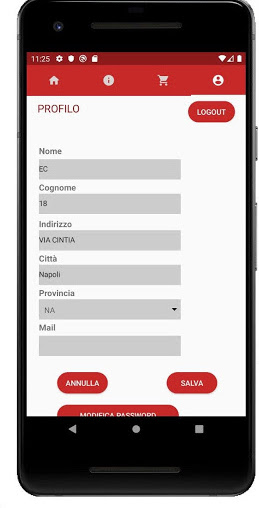 11:25
PROFILO
LOGOUT
Nome
EC
Cognome
18
Indirizzo
VIA CINTIA
Città
Napoli
Provincia
NA
Mail
ANNULLA
SALVA
MODIFICA PASSWORD